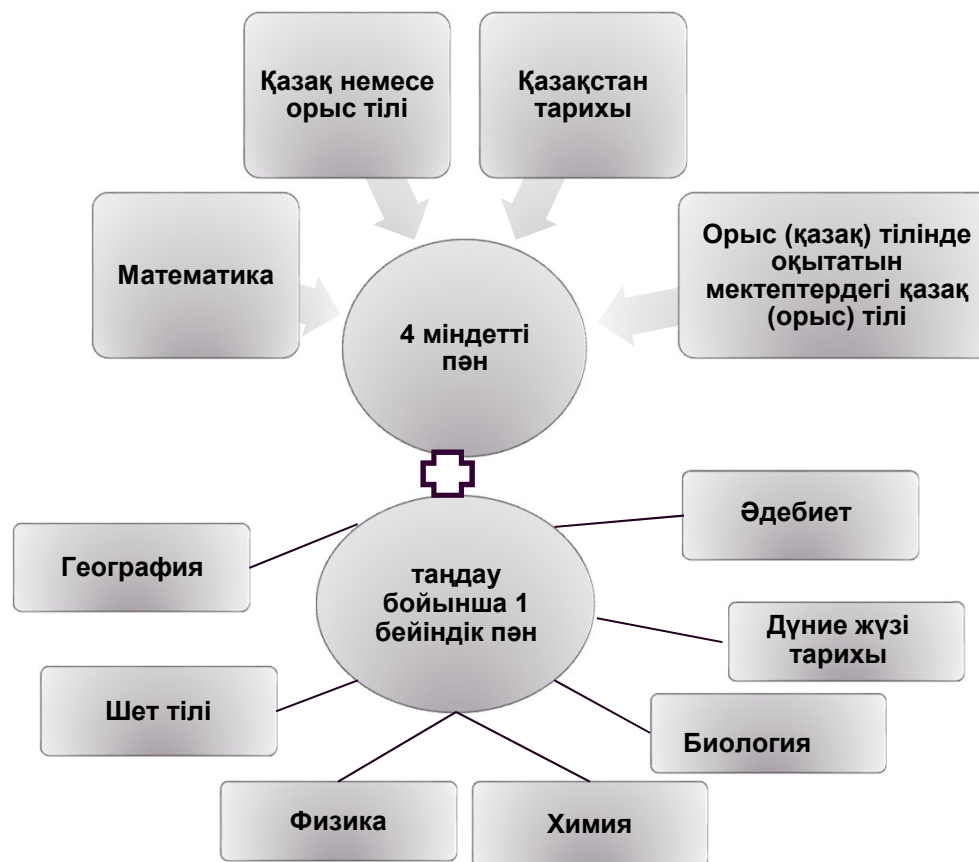 Қазақ немесе
орыс тілі
Қазақстан
тарихы
Математика
Орыс (қазақ) тілінде
оқытатын
мектептердегі қазақ
(орыс) тілі
4 міндетті
пән
География
таңдау
бойынша 1
бейіндік пән
Әдебиет
Дүние жүзі
тарихы
Шет тілі
Биология
Физика
Химия